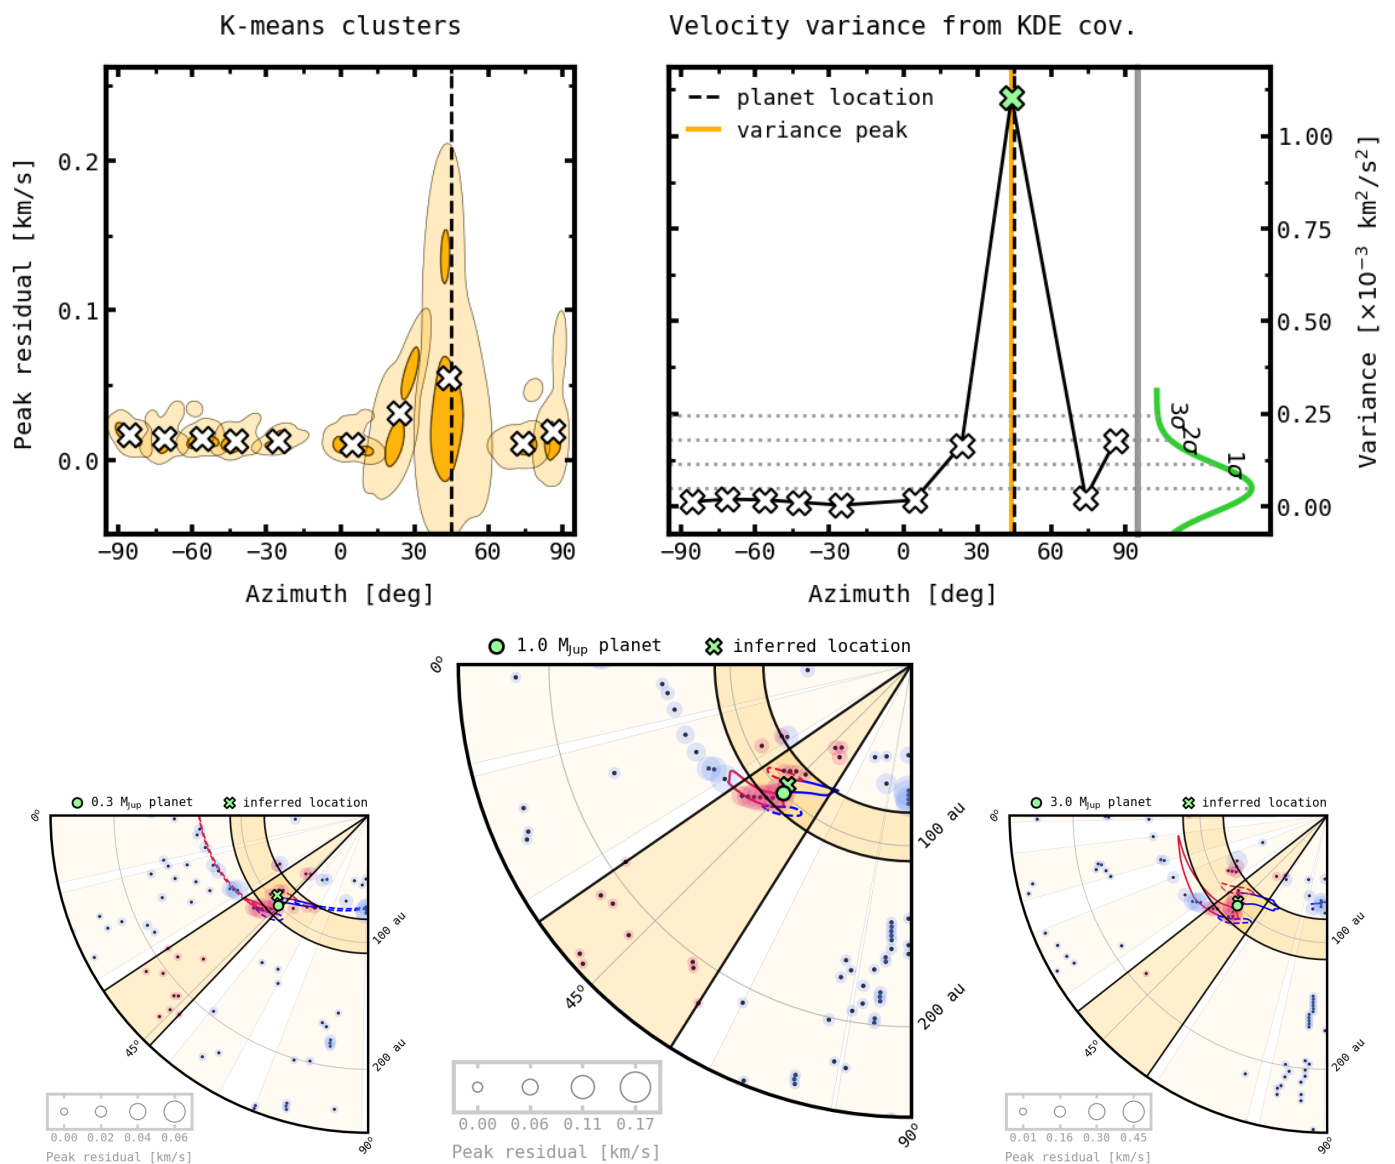 K-means clusters
Velocity variance from KDE cov.
planet location
variance peak
Peak residual [km/s]
0.2
0.1
0.0
−90 −60 −30 0 30 60 90
Azimuth [deg]
1.00
0.75
0.50
0.25
0.00
Variance [×10⁻³ km²/s²]
3σ
2σ
1σ
−90 −60 −30 0 30 60 90
Azimuth [deg]
1.0 MJup planet
inferred location
0°
45°
90°
100 au
200 au
0.00 0.06 0.11 0.17
Peak residual [km/s]
0.3 MJup planet
inferred location
0°
45°
90°
100 au
200 au
0.00 0.02 0.04 0.06
Peak residual [km/s]
3.0 MJup planet
inferred location
0°
45°
90°
100 au
200 au
0.01 0.16 0.30 0.45
Peak residual [km/s]